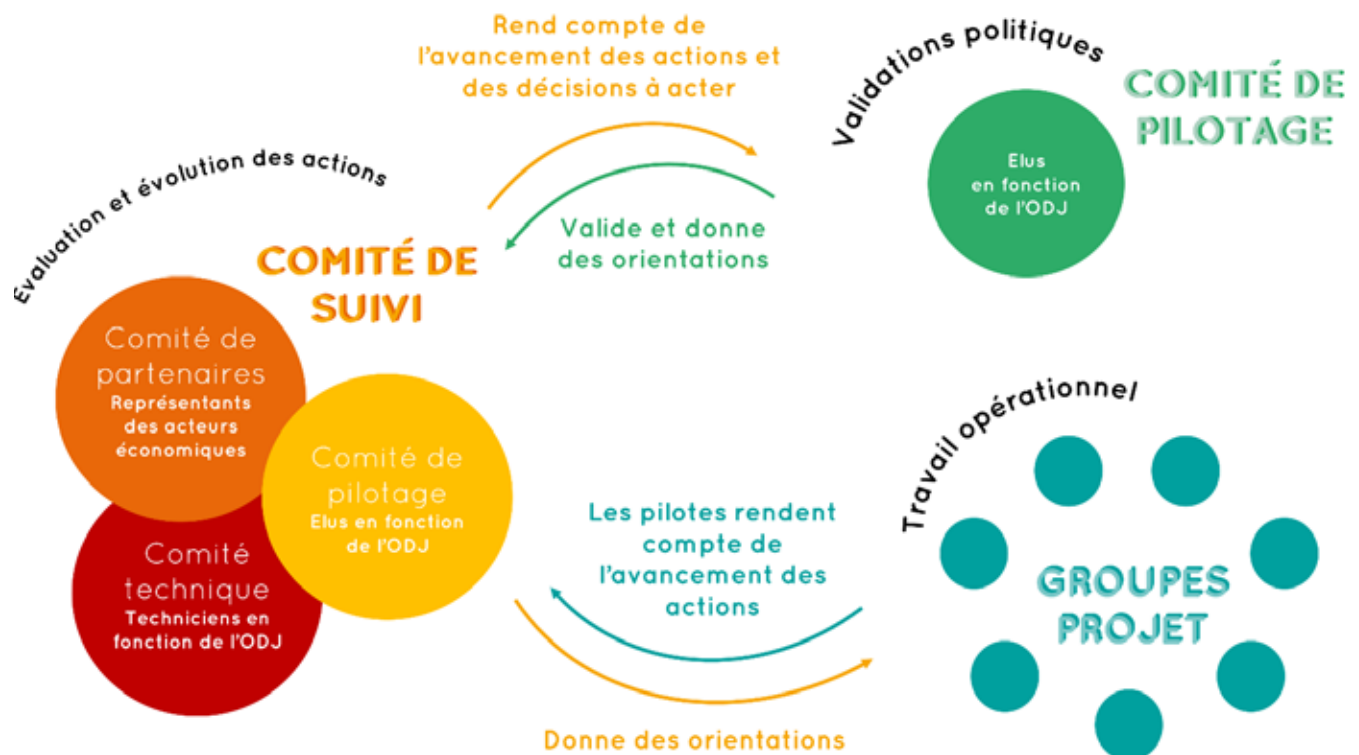 Rend compte de
l'avancement des actions et
des décisions à acter
Validations politiques
COMITÉ DE
PILOTAGE
Elus
en fonction
de l'ODJ
Valide et donne
des orientations
Évaluation et évolution des actions
COMITÉ DE
SUIVI
Comité de
partenaires
Représentants
des acteurs
économiques
Comité de
pilotage
Elus en fonction
de l'ODJ
Comité
technique
Techniciens en
fonction de l'ODJ
Les pilotes rendent
compte de
l'avancement des
actions
Donne des orientations
Travail opérationnel
GROUPES
PROJET